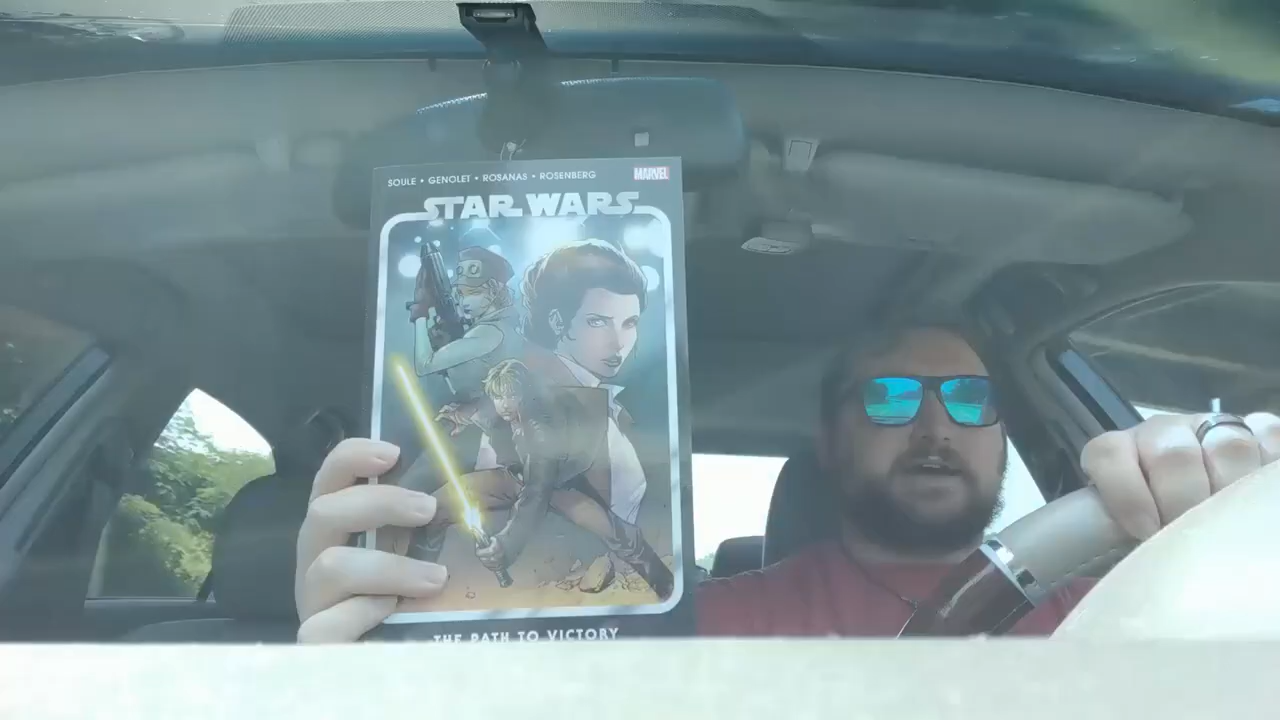 SOULE • GENOLET • ROSANAS • ROSENBERG
MARVEL
STAR WARS
THE PATH TO VICTORY